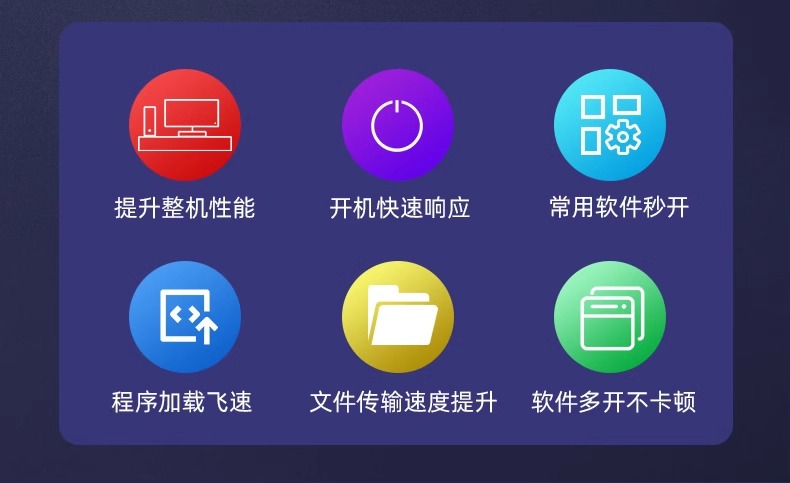 提升整机性能
开机快速响应
常用软件秒开
程序加载飞速
文件传输速度提升
软件多开不卡顿